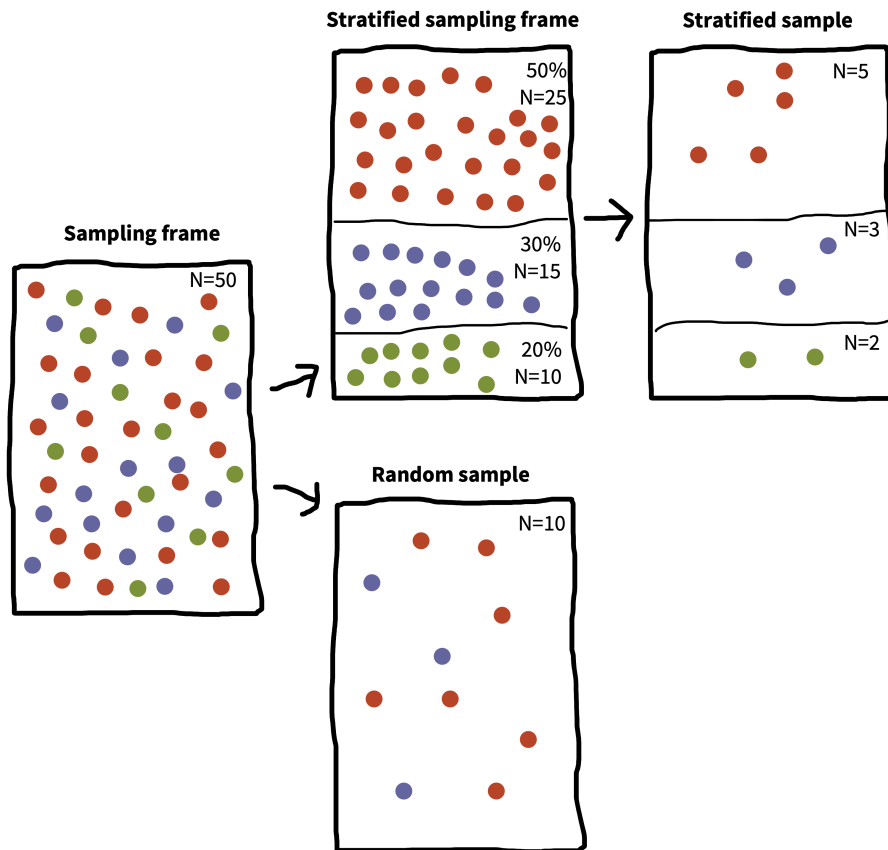 Sampling frame
N=50
Stratified sampling frame
50%
N=25
30%
N=15
20%
N=10
Stratified sample
N=5
N=3
N=2
Random sample
N=10